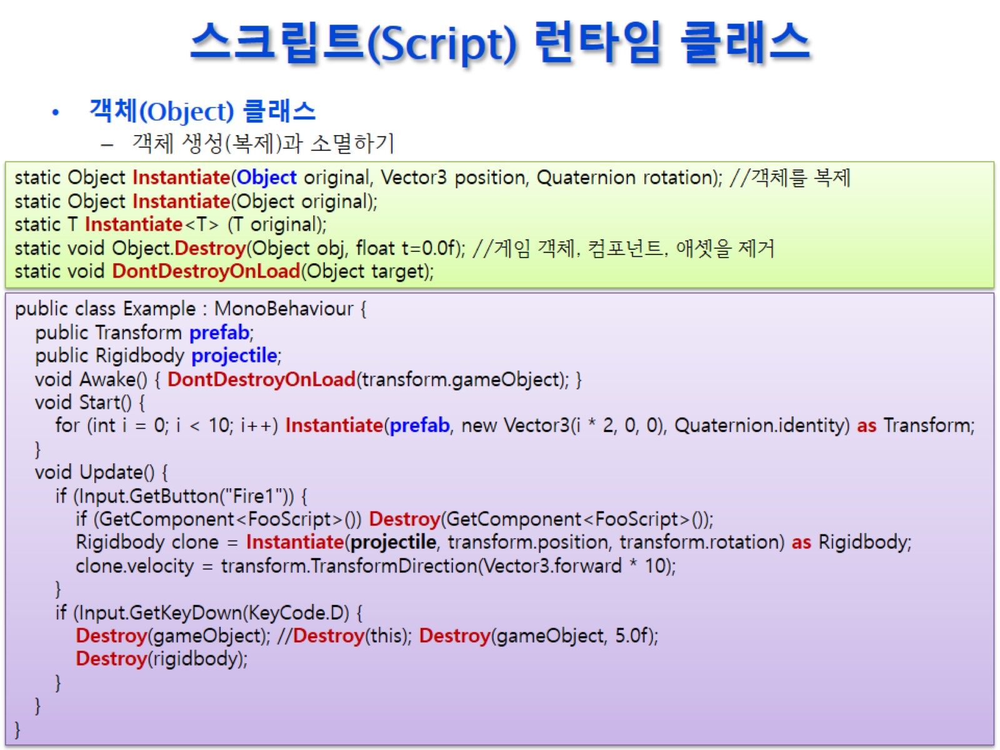 스크립트(Script) 런타임 클래스
• 객체(Object) 클래스
– 객체 생성(복제)과 소멸하기
static Object Instantiate(Object original, Vector3 position, Quaternion rotation); //객체를 복제
static Object Instantiate(Object original);
static T Instantiate<T> (T original);
static void Object.Destroy(Object obj, float t=0.0f); //게임 객체, 컴포넌트, 애셋을 제거
static void DontDestroyOnLoad(Object target);
public class Example : MonoBehaviour {
public Transform prefab;
public Rigidbody projectile;
void Awake() { DontDestroyOnLoad(transform.gameObject); }
void Start() {
for (int i = 0; i < 10; i++) Instantiate(prefab, new Vector3(i * 2, 0, 0), Quaternion.identity) as Transform;
}
void Update() {
if (Input.GetButton("Fire1")) {
if (GetComponent<FooScript>()) Destroy(GetComponent<FooScript>());
Rigidbody clone = Instantiate(projectile, transform.position, transform.rotation) as Rigidbody;
clone.velocity = transform.TransformDirection(Vector3.forward * 10);
}
if (Input.GetKeyDown(KeyCode.D) {
Destroy(gameObject); //Destroy(this); Destroy(gameObject, 5.0f);
Destroy(rigidbody);
}
}
}